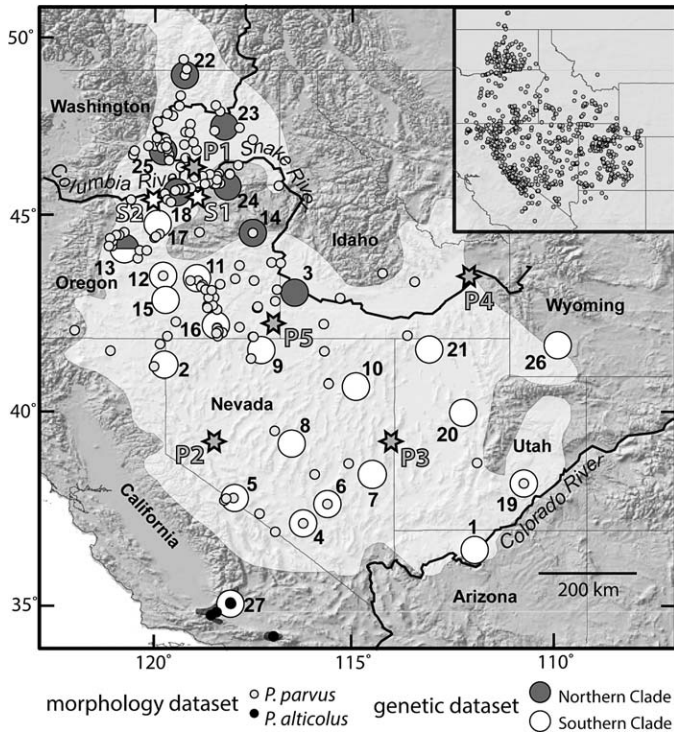 50°
22
Washington
23
P1
Snake River
25
Columbia River
24
S2
18
S1
14
45°
17
Idaho
13
3
Oregon
12
11
P4
Wyoming
15
16
P5
2
9
10
21
26
40°
Nevada
8
20
P2
P3
Utah
California
5
6
7
19
Colorado River
4
1
200 km
35°
27
Arizona
120°
115°
110°
morphology dataset
P. parvus
P. alticolus
genetic dataset
Northern Clade
Southern Clade